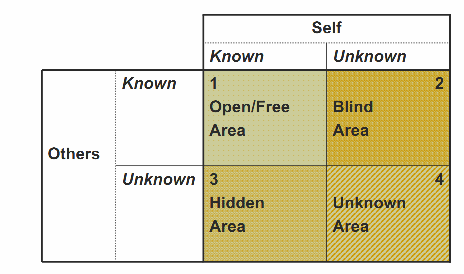 Self
Known Unknown
Known
1 2
Open/Free Blind
Area Area
Others
Unknown
3 4
Hidden Unknown
Area Area